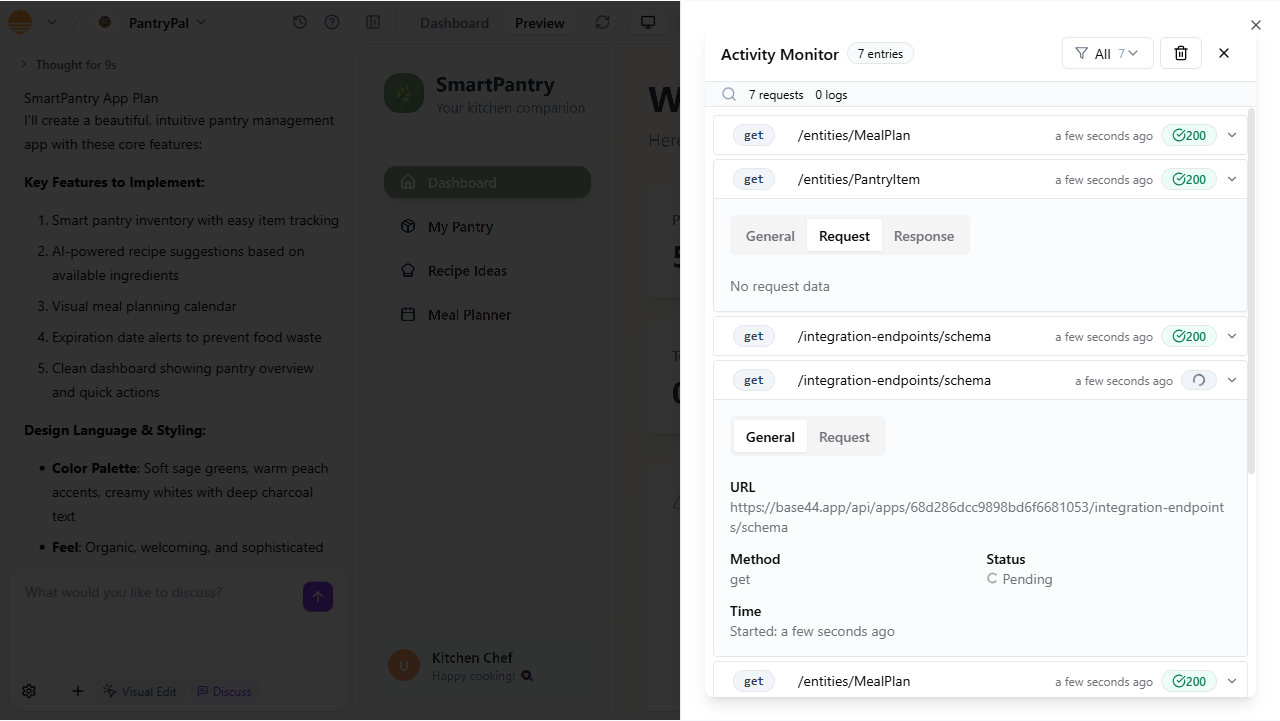 PantryPal
Dashboard
Preview
Thought for 9s
SmartPantry App Plan
I'll create a beautiful, intuitive pantry management
app with these core features:
Key Features to Implement:
1. Smart pantry inventory with easy item tracking
2. AI-powered recipe suggestions based on
available ingredients
3. Visual meal planning calendar
4. Expiration date alerts to prevent food waste
5. Clean dashboard showing pantry overview
and quick actions
Design Language & Styling:
• Color Palette: Soft sage greens, warm peach
accents, creamy whites with deep charcoal
text
• Feel: Organic, welcoming, and sophisticated
What would you like to discuss?
Visual Edit
Discuss
SmartPantry
Your kitchen companion
Dashboard
My Pantry
Recipe Ideas
Meal Planner
U
Kitchen Chef
Happy cooking!
W
Here
P
5
Activity Monitor
7 entries
All 7
7 requests 0 logs
get /entities/MealPlan a few seconds ago 200
get /entities/PantryItem a few seconds ago 200
General Request Response
No request data
get /integration-endpoints/schema a few seconds ago 200
get /integration-endpoints/schema a few seconds ago
General Request
URL
https://base44.app/api/apps/68d286dcc9898bd6f6681053/integration-endpoint
s/schema
Method
get
Status
Pending
Time
Started: a few seconds ago
get /entities/MealPlan a few seconds ago 200